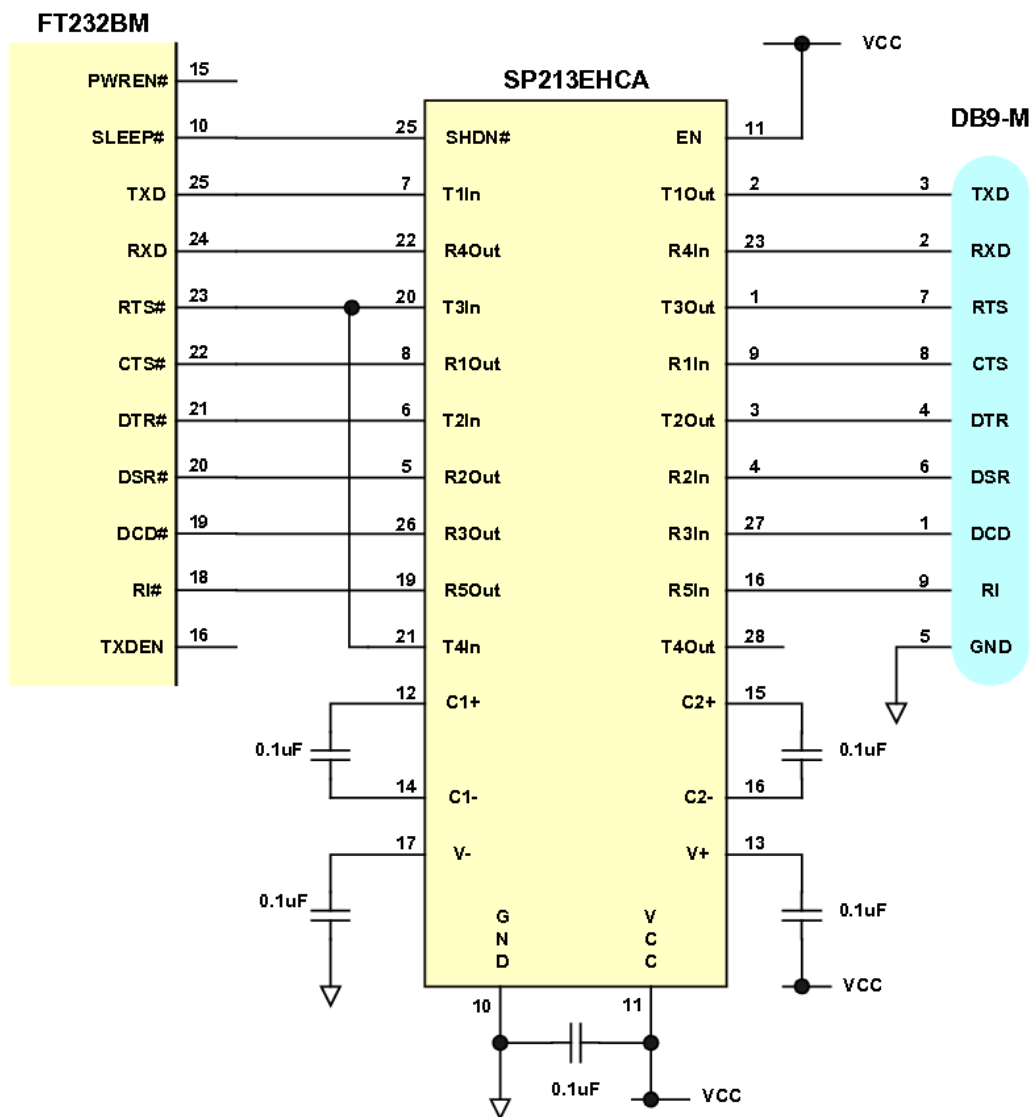 FT232BM
VCC
SP213EHCA
DB9-M
PWREN# 15
SLEEP# 10 25 SHDN# EN 11
TXD 25 7 T1In T1Out 2 3 TXD
RXD 24 22 R4Out R4In 23 2 RXD
RTS# 23 20 T3In T3Out 1 7 RTS
CTS# 22 8 R1Out R1In 9 8 CTS
DTR# 21 6 T2In T2Out 3 4 DTR
DSR# 20 5 R2Out R2In 4 6 DSR
DCD# 19 26 R3Out R3In 27 1 DCD
RI# 18 19 R5Out R5In 16 9 RI
TXDEN 16 21 T4In T4Out 28 5 GND
12 C1+ C2+ 15
0.1uF 0.1uF
14 C1- C2- 16
17 V- V+ 13
0.1uF 0.1uF
GND VCC
VCC
10 11
0.1uF
VCC